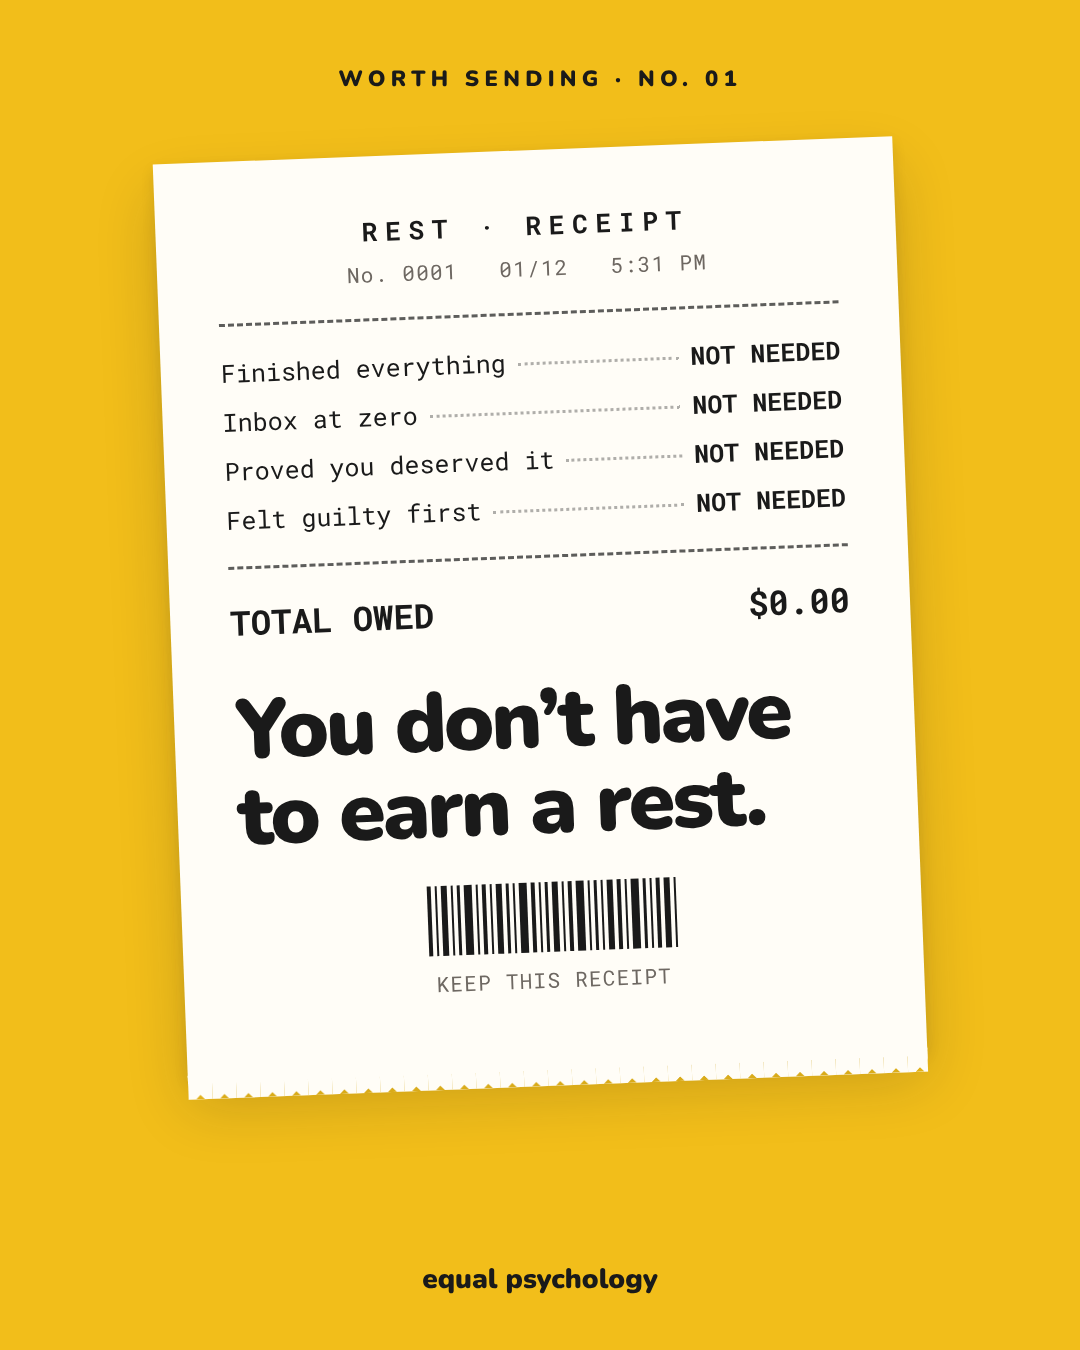 WORTH SENDING · NO. 01
REST · RECEIPT
No. 0001 01/12 5:31 PM
Finished everything NOT NEEDED
Inbox at zero NOT NEEDED
Proved you deserved it NOT NEEDED
Felt guilty first NOT NEEDED
TOTAL OWED $0.00
You don’t have
to earn a rest.
KEEP THIS RECEIPT
equal psychology